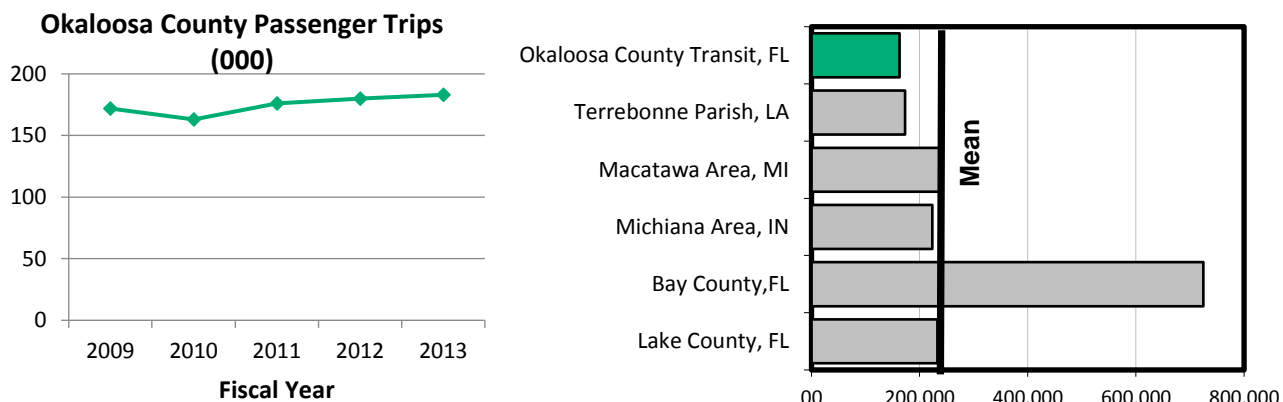 Okaloosa County Passenger Trips
(000)
200
150
100
50
0
2009 2010 2011 2012 2013
Fiscal Year
Okaloosa County Transit, FL
Terrebonne Parish, LA
Macatawa Area, MI
Michiana Area, IN
Bay County,FL
Lake County, FL
Mean
00 200,000 400,000 600,000 800,000